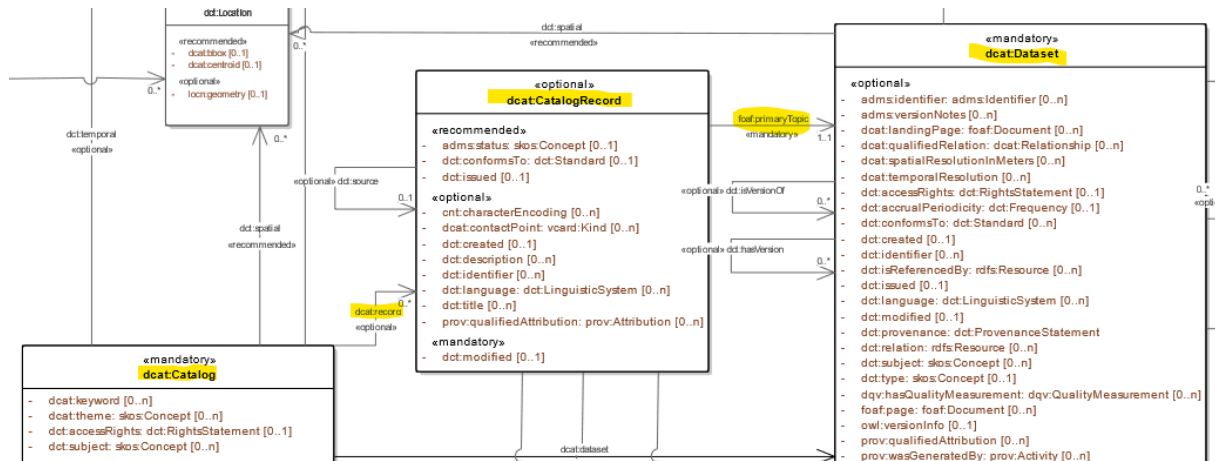 dct:Location
«recommended»
- dcat:bbox [0..1]
- dcat:centroid [0..1]
«optional»
- locn:geometry [0..1]
0..*
0..*
0..*
dct:spatial
«recommended»
dct:temporal
«optional»
dct:spatial
«recommended»
«optional»
dcat:CatalogRecord
«recommended»
- adms:status: skos:Concept [0..1]
- dct:conformsTo: dct:Standard [0..1]
- dct:issued [0..1]
«optional»
- cnt:characterEncoding [0..n]
- dcat:contactPoint: vcard:Kind [0..n]
- dct:created [0..1]
- dct:description [0..n]
- dct:identifier [0..n]
- dct:language: dct:LinguisticSystem [0..n]
- dct:title [0..n]
- prov:qualifiedAttribution: prov:Attribution [0..n]
«mandatory»
- dct:modified [0..1]
«optional» dct:source
0..1
dcat:record
0..*
«optional»
foaf:primaryTopic
«mandatory»
1..1
«optional» dct:isVersionOf
0..*
«optional» dct:hasVersion
0..*
«mandatory»
dcat:Catalog
- dcat:keyword [0..n]
- dcat:theme: skos:Concept [0..n]
- dct:accessRights: dct:RightsStatement [0..1]
- dct:subject: skos:Concept [0..n]
dcat:dataset
«mandatory»
dcat:Dataset
«optional»
- adms:identifier: adms:Identifier [0..n]
- adms:versionNotes [0..n]
- dcat:landingPage: foaf:Document [0..n]
- dcat:qualifiedRelation: dcat:Relationship [0..n]
- dcat:spatialResolutionInMeters [0..n]
- dcat:temporalResolution [0..n]
- dct:accessRights: dct:RightsStatement [0..1]
- dct:accrualPeriodicity: dct:Frequency [0..1]
- dct:conformsTo: dct:Standard [0..n]
- dct:created [0..1]
- dct:identifier [0..n]
- dct:isReferencedBy: rdfs:Resource [0..n]
- dct:issued [0..1]
- dct:language: dct:LinguisticSystem [0..n]
- dct:modified [0..1]
- dct:provenance: dct:ProvenanceStatement
- dct:relation: rdfs:Resource [0..n]
- dct:subject: skos:Concept [0..n]
- dct:type: skos:Concept [0..1]
- dqv:hasQualityMeasurement: dqv:QualityMeasurement [0..n]
- foaf:page: foaf:Document [0..n]
- owl:versionInfo [0..1]
- prov:qualifiedAttribution [0..n]
- prov:wasGeneratedBy: prov:Activity [0..n]
0..*